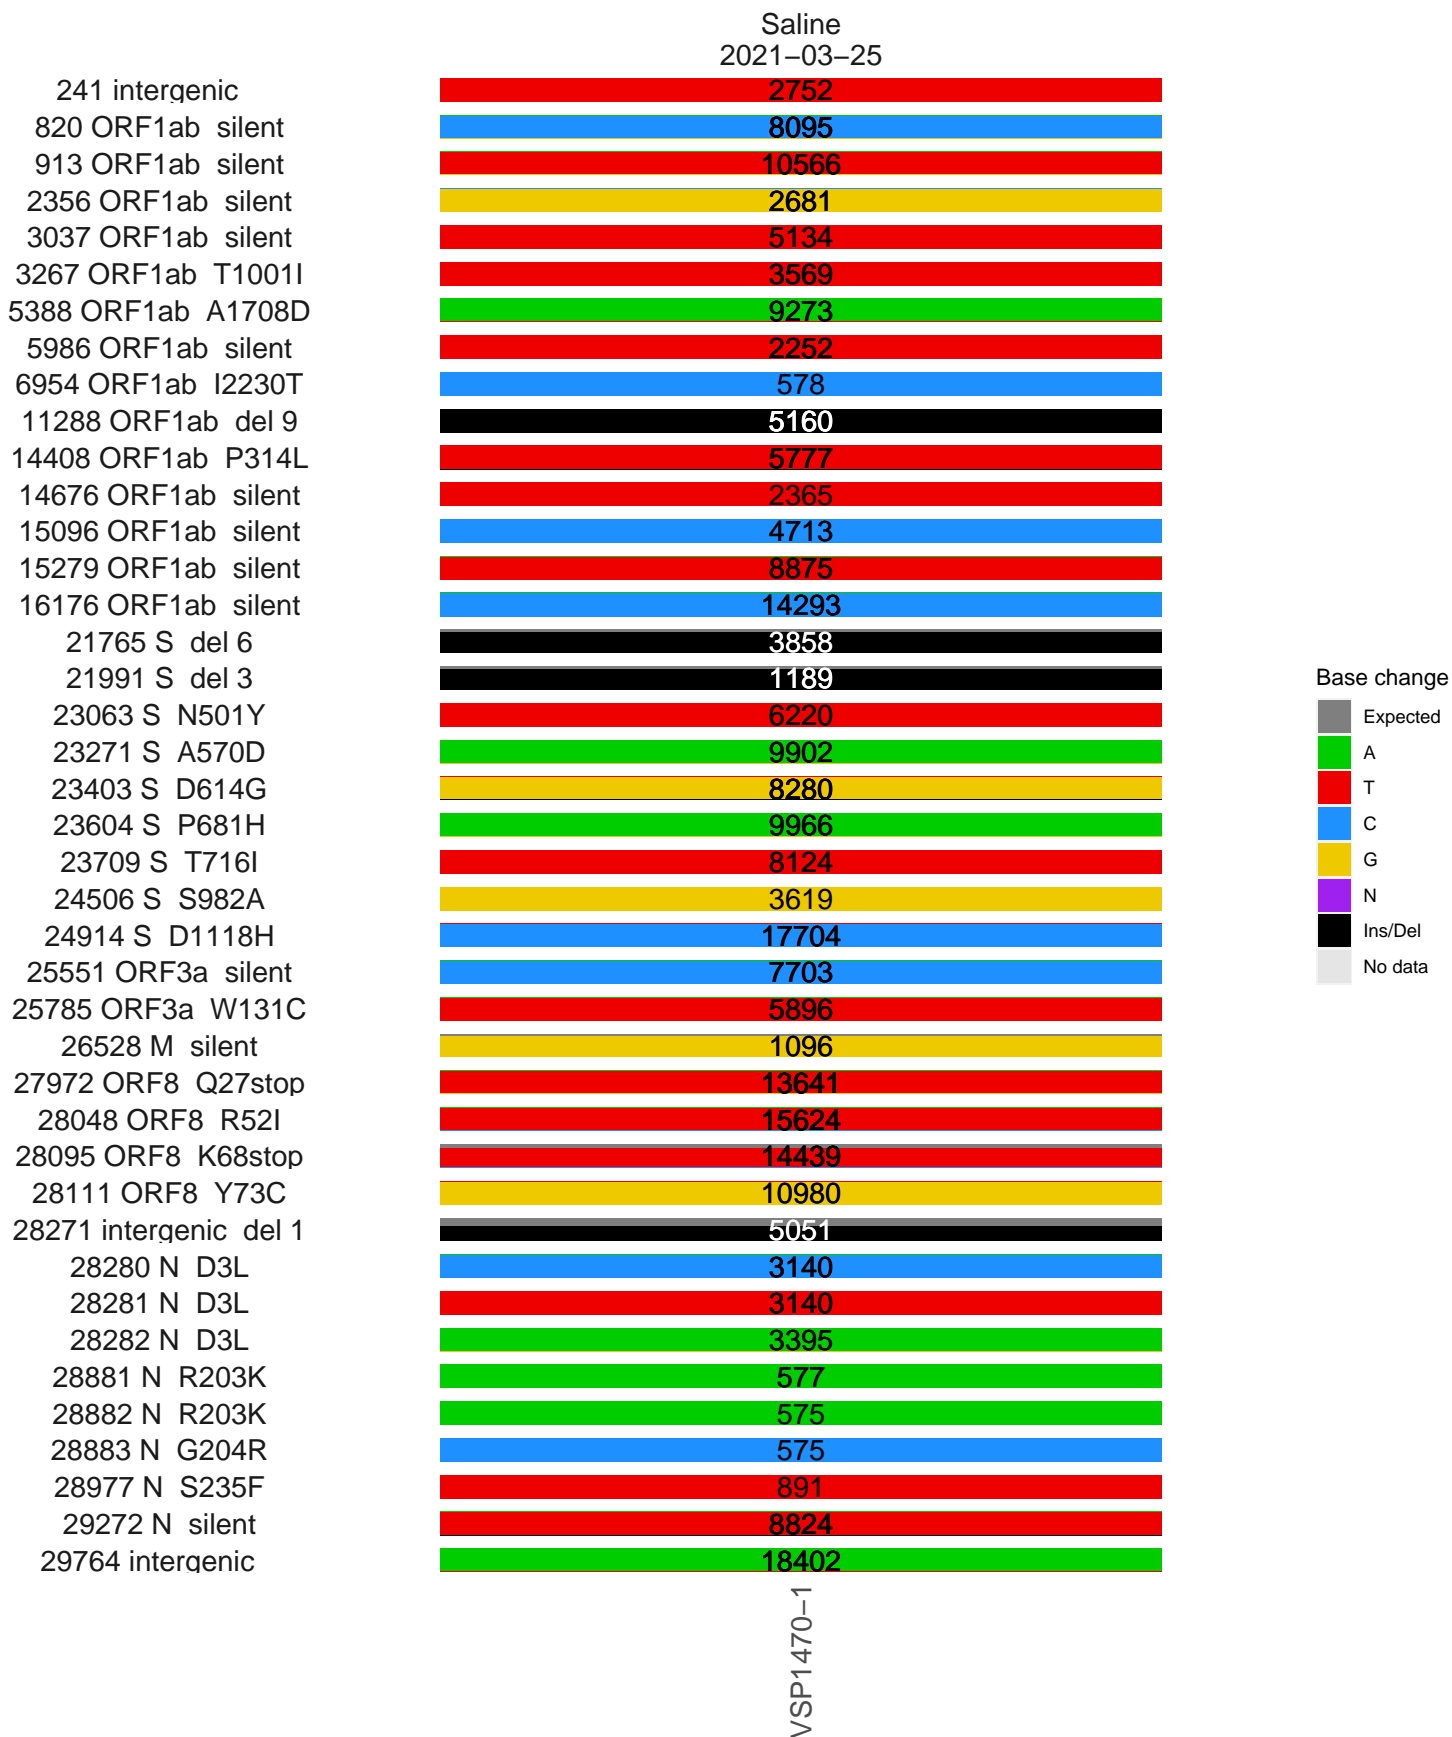 Saline
2021−03−25
241 intergenic 2752
820 ORF1ab silent 8095
913 ORF1ab silent 10566
2356 ORF1ab silent 2681
3037 ORF1ab silent 5134
3267 ORF1ab T1001I 3569
5388 ORF1ab A1708D 9273
5986 ORF1ab silent 2252
6954 ORF1ab I2230T 578
11288 ORF1ab del 9 5160
14408 ORF1ab P314L 5777
14676 ORF1ab silent 2365
15096 ORF1ab silent 4713
15279 ORF1ab silent 8875
16176 ORF1ab silent 14293
21765 S del 6 3858
21991 S del 3 1189
23063 S N501Y 6220
23271 S A570D 9902
23403 S D614G 8280
23604 S P681H 9966
23709 S T716I 8124
24506 S S982A 3619
24914 S D1118H 17704
25551 ORF3a silent 7703
25785 ORF3a W131C 5896
26528 M silent 1096
27972 ORF8 Q27stop 13641
28048 ORF8 R52I 15624
28095 ORF8 K68stop 14439
28111 ORF8 Y73C 10980
28271 intergenic del 1 5051
28280 N D3L 3140
28281 N D3L 3140
28282 N D3L 3395
28881 N R203K 577
28882 N R203K 575
28883 N G204R 575
28977 N S235F 891
29272 N silent 8824
29764 intergenic 18402
VSP1470−1
Base change
Expected
A
T
C
G
N
Ins/Del
No data